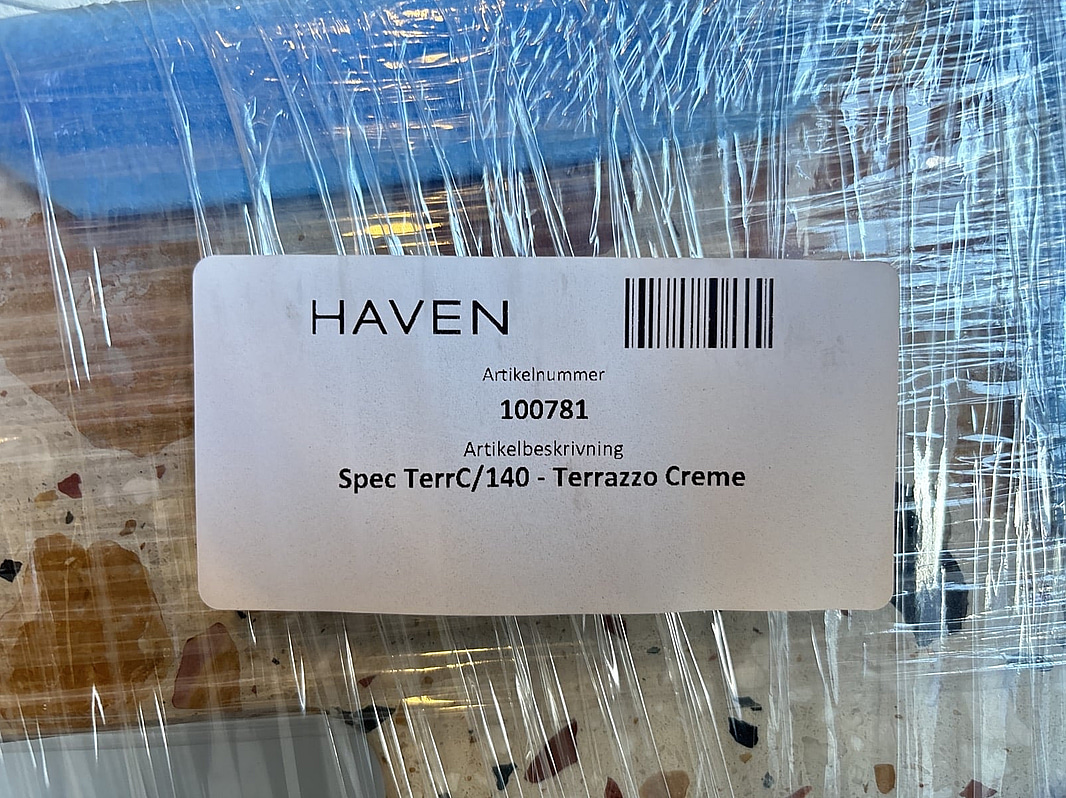 HAVEN
Artikelnummer
100781
Artikelbeskrivning
Spec TerrC/140 - Terrazzo Creme